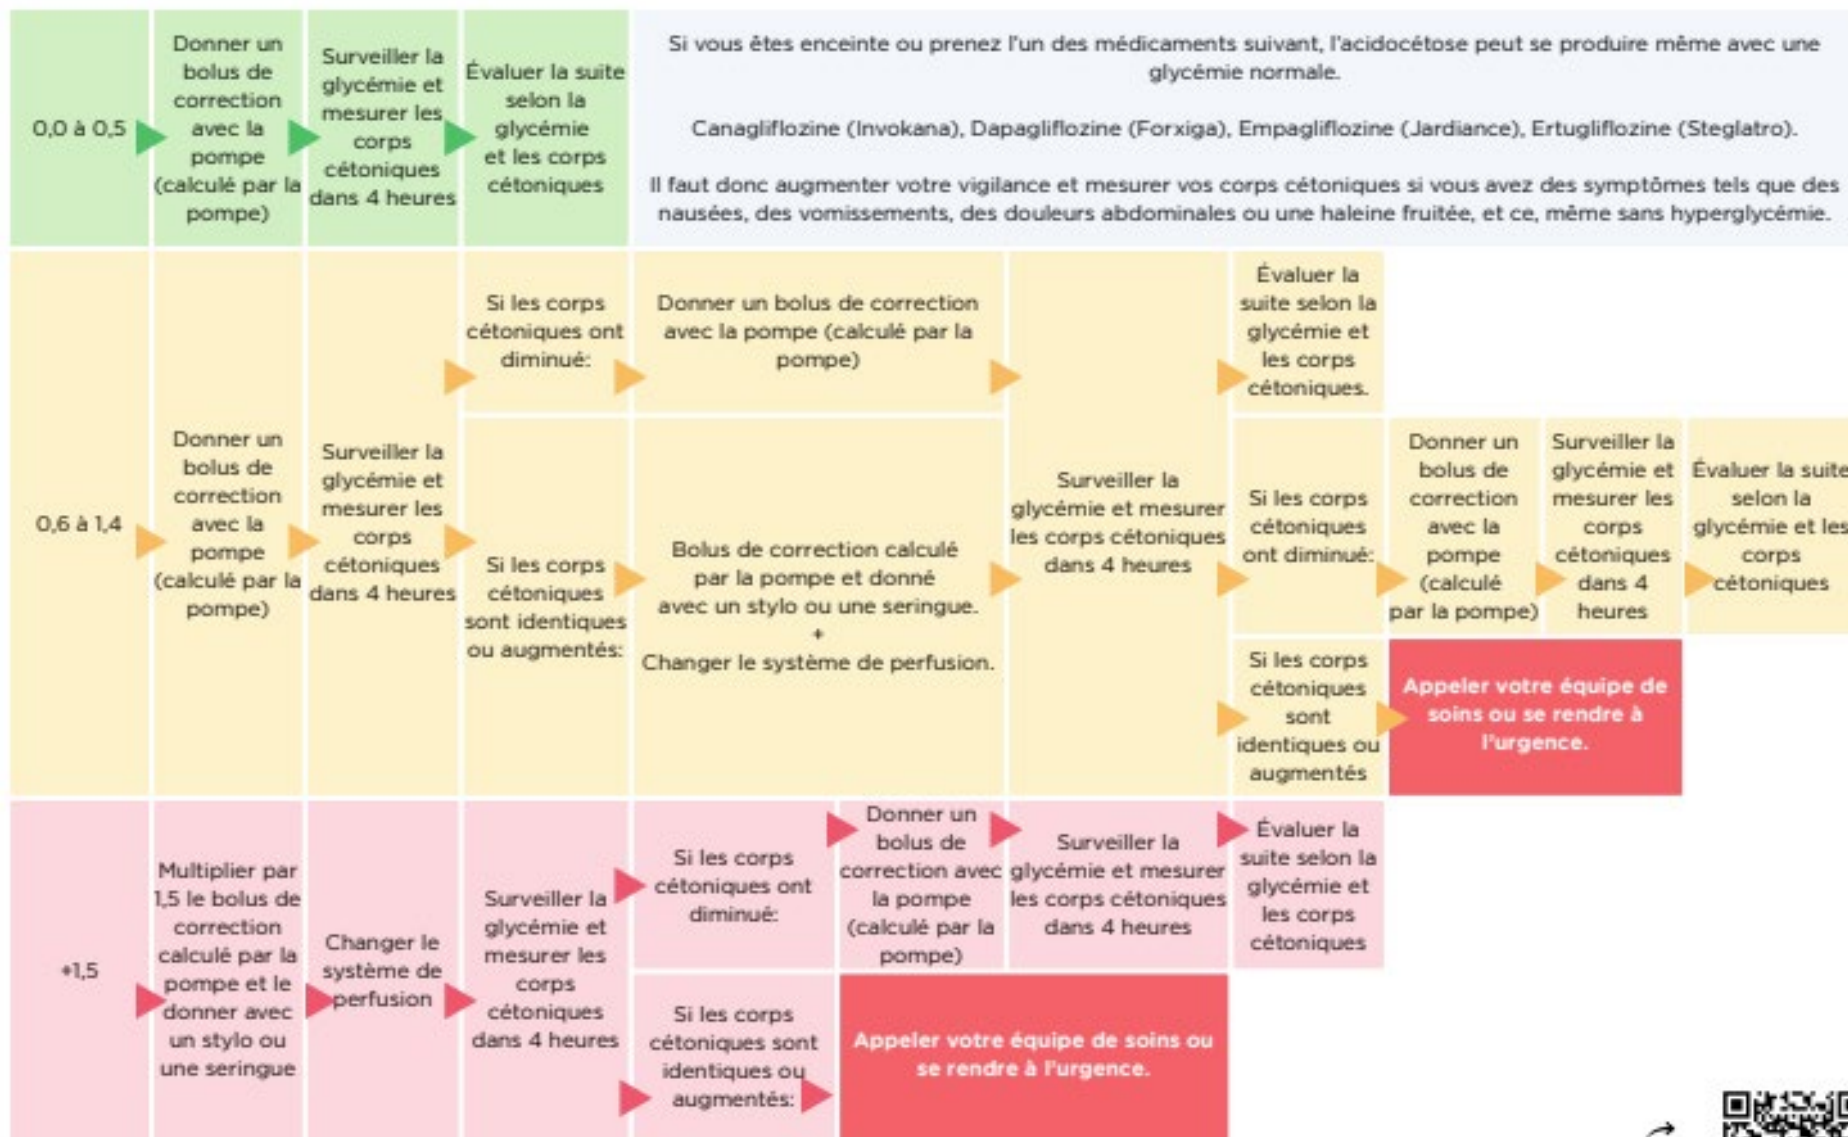 0,0 à 0,5
Donner un
bolus de
correction
avec la
pompe
(calculé par la
pompe)
Surveiller la
glycémie et
mesurer les
corps
cétoniques
dans 4 heures
Évaluer la suite
selon la
glycémie
et les corps
cétoniques
Si vous êtes enceinte ou prenez l'un des médicaments suivant, l'acidocétose peut se produire même avec une
glycémie normale.
Canagliflozine (Invokana), Dapagliflozine (Forxiga), Empagliflozine (Jardiance), Ertugliflozine (Steglatro).
Il faut donc augmenter votre vigilance et mesurer vos corps cétoniques si vous avez des symptômes tels que des
nausées, des vomissements, des douleurs abdominales ou une haleine fruitée, et ce, même sans hyperglycémie.
0,6 à 1,4
Donner un
bolus de
correction
avec la
pompe
(calculé par la
pompe)
Surveiller la
glycémie et
mesurer les
corps
cétoniques
dans 4 heures
Si les corps
cétoniques ont
diminué:
Donner un bolus de correction
avec la pompe (calculé par la
pompe)
Si les corps
cétoniques
sont identiques
ou augmentés:
Bolus de correction calculé
par la pompe et donné
avec un stylo ou une seringue.
+
Changer le système de perfusion.
Surveiller la
glycémie et mesurer
les corps cétoniques
dans 4 heures
Évaluer la
suite selon la
glycémie et
les corps
cétoniques.
Si les corps
cétoniques
ont diminué:
Donner un
bolus de
correction
avec la
pompe
(calculé
par la pompe)
Surveiller la
glycémie et
mesurer les
corps
cétoniques
dans 4
heures
Évaluer la suite
selon la
glycémie et les
corps
cétoniques
Si les corps
cétoniques
sont
identiques ou
augmentés
Appeler votre équipe de
soins ou se rendre à
l'urgence.
+1,5
Multiplier par
1,5 le bolus de
correction
calculé par la
pompe et le
donner avec
un stylo ou
une seringue
Changer le
système de
perfusion
Surveiller la
glycémie et
mesurer les
corps
cétoniques
dans 4 heures
Si les corps
cétoniques ont
diminué:
Donner un
bolus de
correction avec
la pompe
(calculé par la
pompe)
Surveiller la
glycémie et mesurer
les corps cétoniques
dans 4 heures
Évaluer la
suite selon la
glycémie et
les corps
cétoniques
Si les corps
cétoniques sont
identiques ou
augmentés:
Appeler votre équipe de soins ou
se rendre à l'urgence.